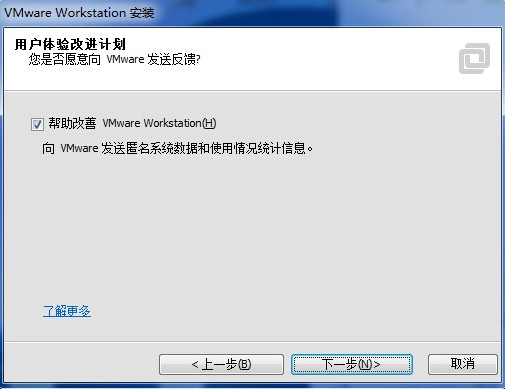 VMware Workstation 安装
用户体验改进计划
您是否愿意向 VMware 发送反馈?
帮助改善 VMware Workstation(H)
向 VMware 发送匿名系统数据和使用情况统计信息。
了解更多
<上一步(B)
下一步(N)>
取消